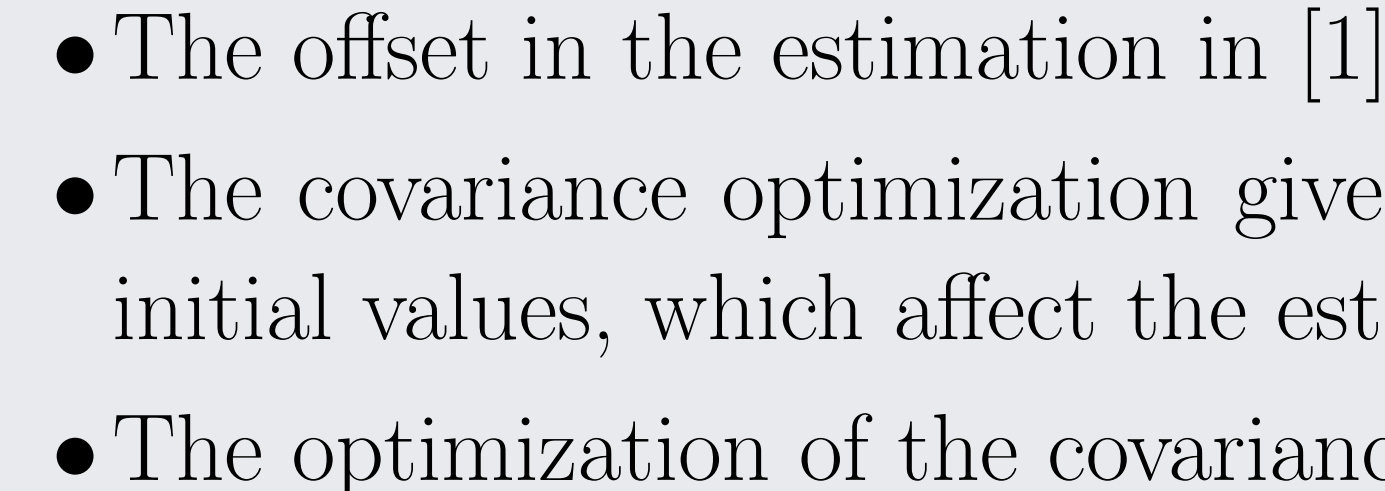 • The offset in the estimation in [1]
• The covariance optimization give
initial values, which affect the est
• The optimization of the covarianc